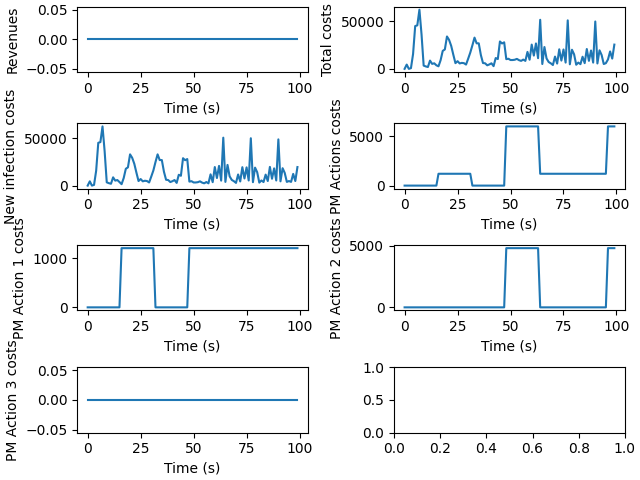 Revenues
0.05
0.00
−0.05
0 25 50 75 100
Time (s)
Total costs
50000
0
0 25 50 75 100
Time (s)
New infection costs
50000
0
0 25 50 75 100
Time (s)
PM Actions costs
5000
0
0 25 50 75 100
Time (s)
PM Action 1 costs
1000
0
0 25 50 75 100
Time (s)
PM Action 2 costs
5000
0
0 25 50 75 100
Time (s)
PM Action 3 costs
0.05
0.00
−0.05
0 25 50 75 100
Time (s)
1.0
0.5
0.0
0.0 0.2 0.4 0.6 0.8 1.0